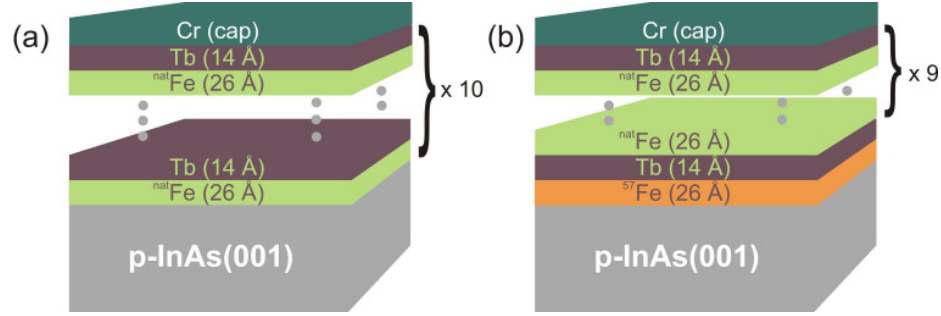 (a)
Cr (cap)
Tb (14 Å)
natFe (26 Å)
x 10
Tb (14 Å)
natFe (26 Å)
p-InAs(001)
(b)
Cr (cap)
Tb (14 Å)
natFe (26 Å)
x 9
natFe (26 Å)
Tb (14 Å)
57Fe (26 Å)
p-InAs(001)